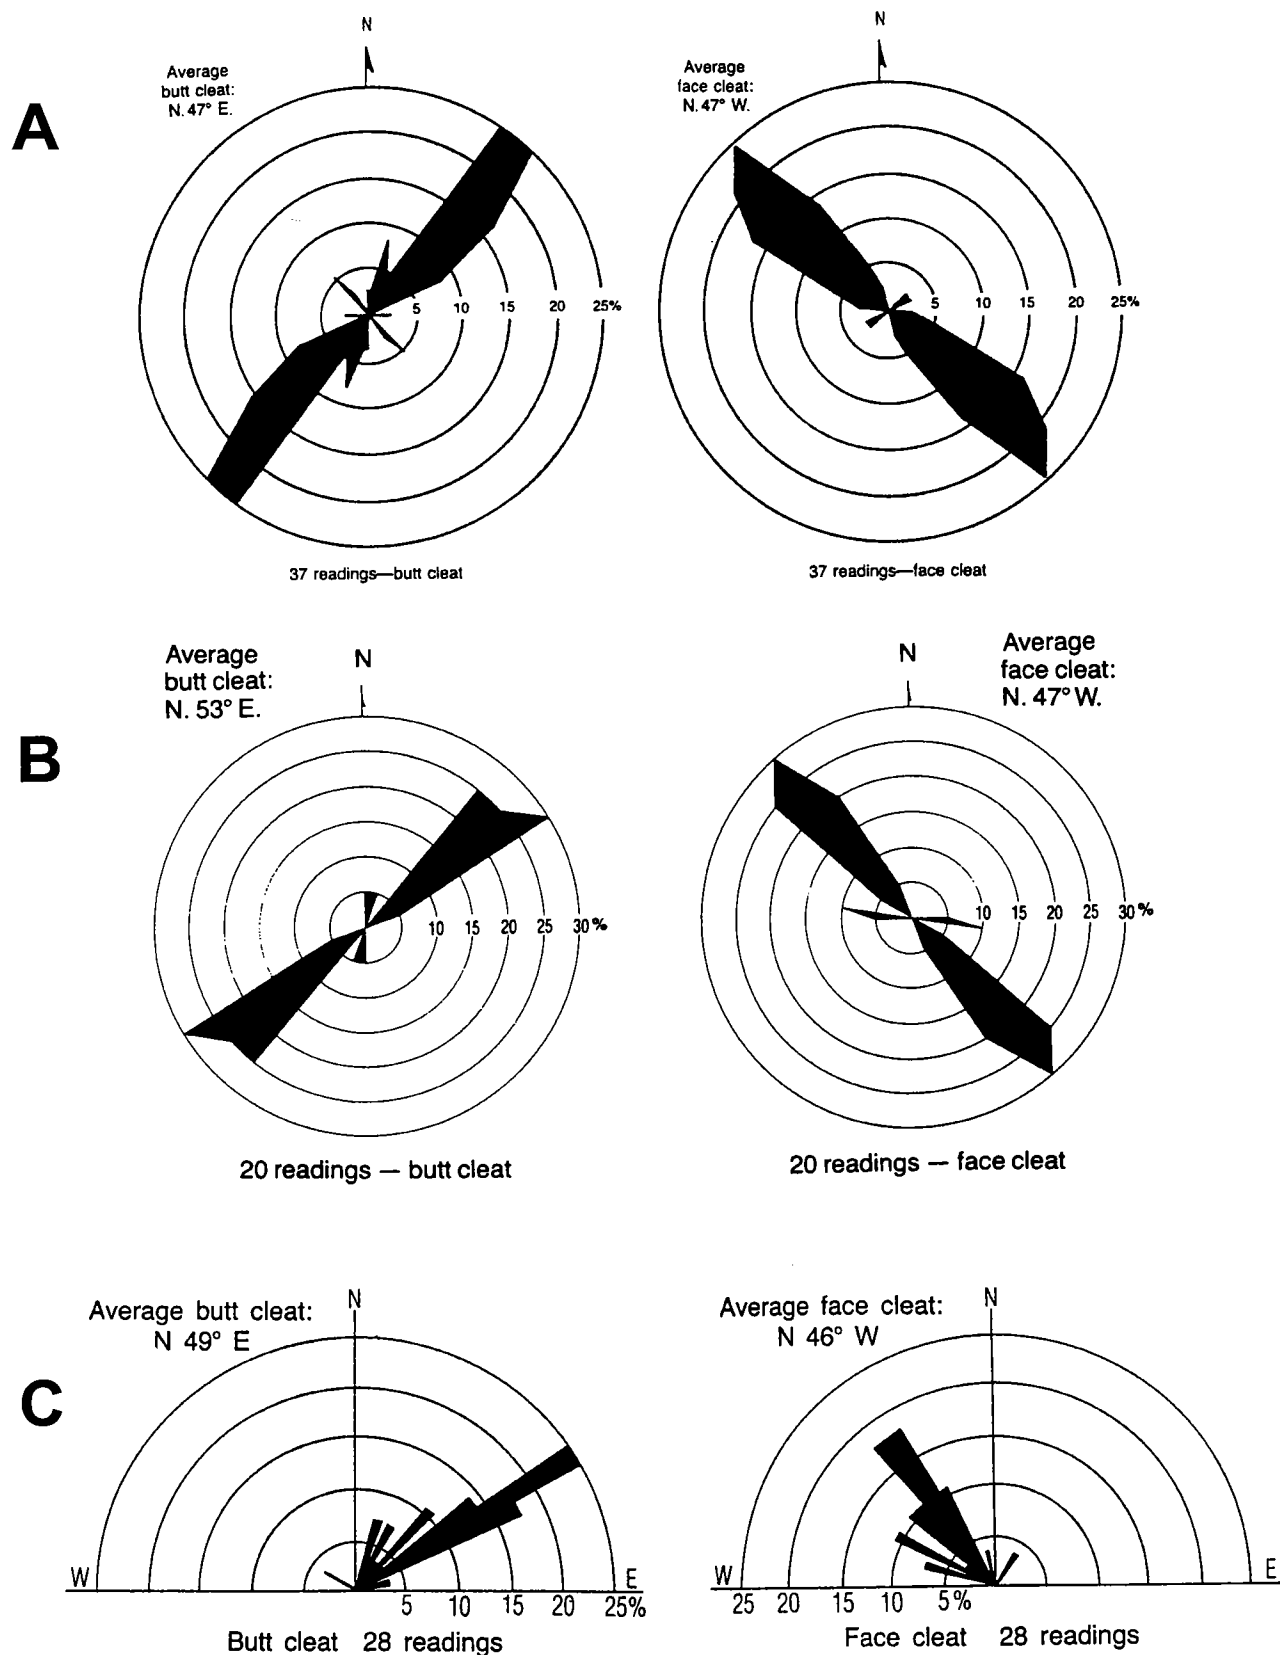 A
N
Average
butt cleat:
N. 47° E.
5 10 15 20 25%
37 readings—butt cleat
N
Average
face cleat:
N. 47° W.
5 10 15 20 25%
37 readings—face cleat
B
Average
butt cleat:
N. 53° E.
N
10 15 20 25 30 %
20 readings — butt cleat
N
Average
face cleat:
N. 47° W.
10 15 20 25 30 %
20 readings — face cleat
C
Average butt cleat:
N 49° E
N
W E
5 10 15 20 25%
Butt cleat 28 readings
Average face cleat:
N 46° W
N
W E
25 20 15 10 5%
Face cleat 28 readings